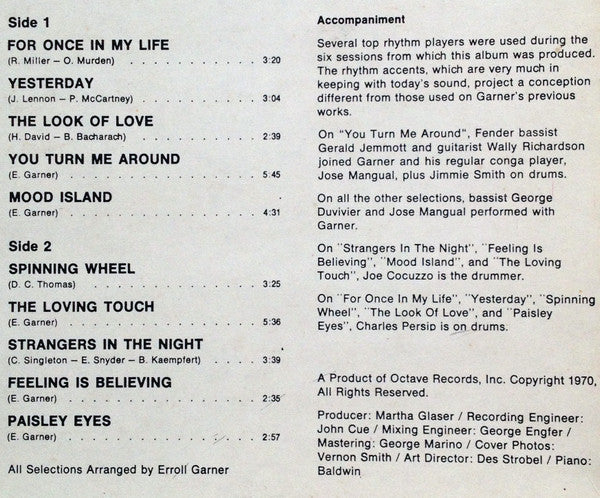 Side 1
FOR ONCE IN MY LIFE
(R. Miller – O. Murden) . . . . . . . . . . 3:20
YESTERDAY
(J. Lennon – P. McCartney) . . . . . . . . . 3:04
THE LOOK OF LOVE
(H. David – B. Bacharach) . . . . . . . . . 2:39
YOU TURN ME AROUND
(E. Garner) . . . . . . . . . . . . . . . 5:45
MOOD ISLAND
(E. Garner) . . . . . . . . . . . . . . . 4:31
Side 2
SPINNING WHEEL
(D. C. Thomas) . . . . . . . . . . . . . 3:25
THE LOVING TOUCH
(E. Garner) . . . . . . . . . . . . . . . 5:36
STRANGERS IN THE NIGHT
(C. Singleton – E. Snyder – B. Kaempfert) . . . . 3:39
FEELING IS BELIEVING
(E. Garner) . . . . . . . . . . . . . . . 2:35
PAISLEY EYES
(E. Garner) . . . . . . . . . . . . . . . 2:57
All Selections Arranged by Erroll Garner
Accompaniment
Several top rhythm players were used during the
six sessions from which this album was produced.
The rhythm accents, which are very much in
keeping with today's sound, project a conception
different from those used on Garner's previous
works.
On "You Turn Me Around", Fender bassist
Gerald Jemmott and guitarist Wally Richardson
joined Garner and his regular conga player,
Jose Mangual, plus Jimmie Smith on drums.
On all the other selections, bassist George
Duvivier and Jose Mangual performed with
Garner.
On "Strangers In The Night", "Feeling Is
Believing", "Mood Island", and "The Loving
Touch", Joe Cocuzzo is the drummer.
On "For Once In My Life", "Yesterday", "Spinning
Wheel", "The Look Of Love", and "Paisley
Eyes", Charles Persip is on drums.
A Product of Octave Records, Inc. Copyright 1970,
All Rights Reserved.
Producer: Martha Glaser / Recording Engineer:
John Cue / Mixing Engineer: George Engfer /
Mastering: George Marino / Cover Photos:
Vernon Smith / Art Director: Des Strobel / Piano:
Baldwin